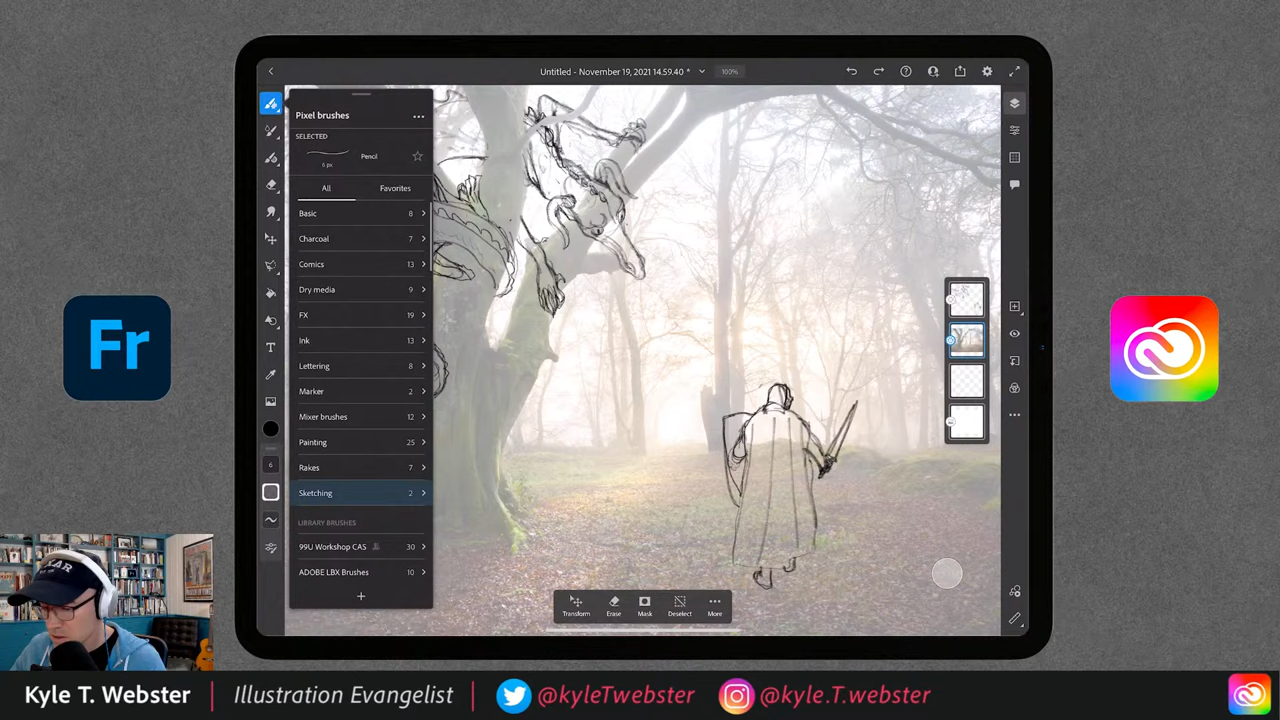 Untitled - November 19, 2021 14.59.40 *
100%
Pixel brushes
SELECTED
6 px
Pencil
All
Favorites
Basic 8
Charcoal 7
Comics 13
Dry media 9
FX 19
Ink 13
Lettering 8
Marker 2
Mixer brushes 12
Painting 25
Rakes 7
Sketching 2
LIBRARY BRUSHES
99U Workshop CAS 30
ADOBE LBX Brushes 10
T
6
Transform
Erase
Mask
Deselect
More
Fr
Kyle T. Webster | Illustration Evangelist @kyleTwebster @kyle.T.webster